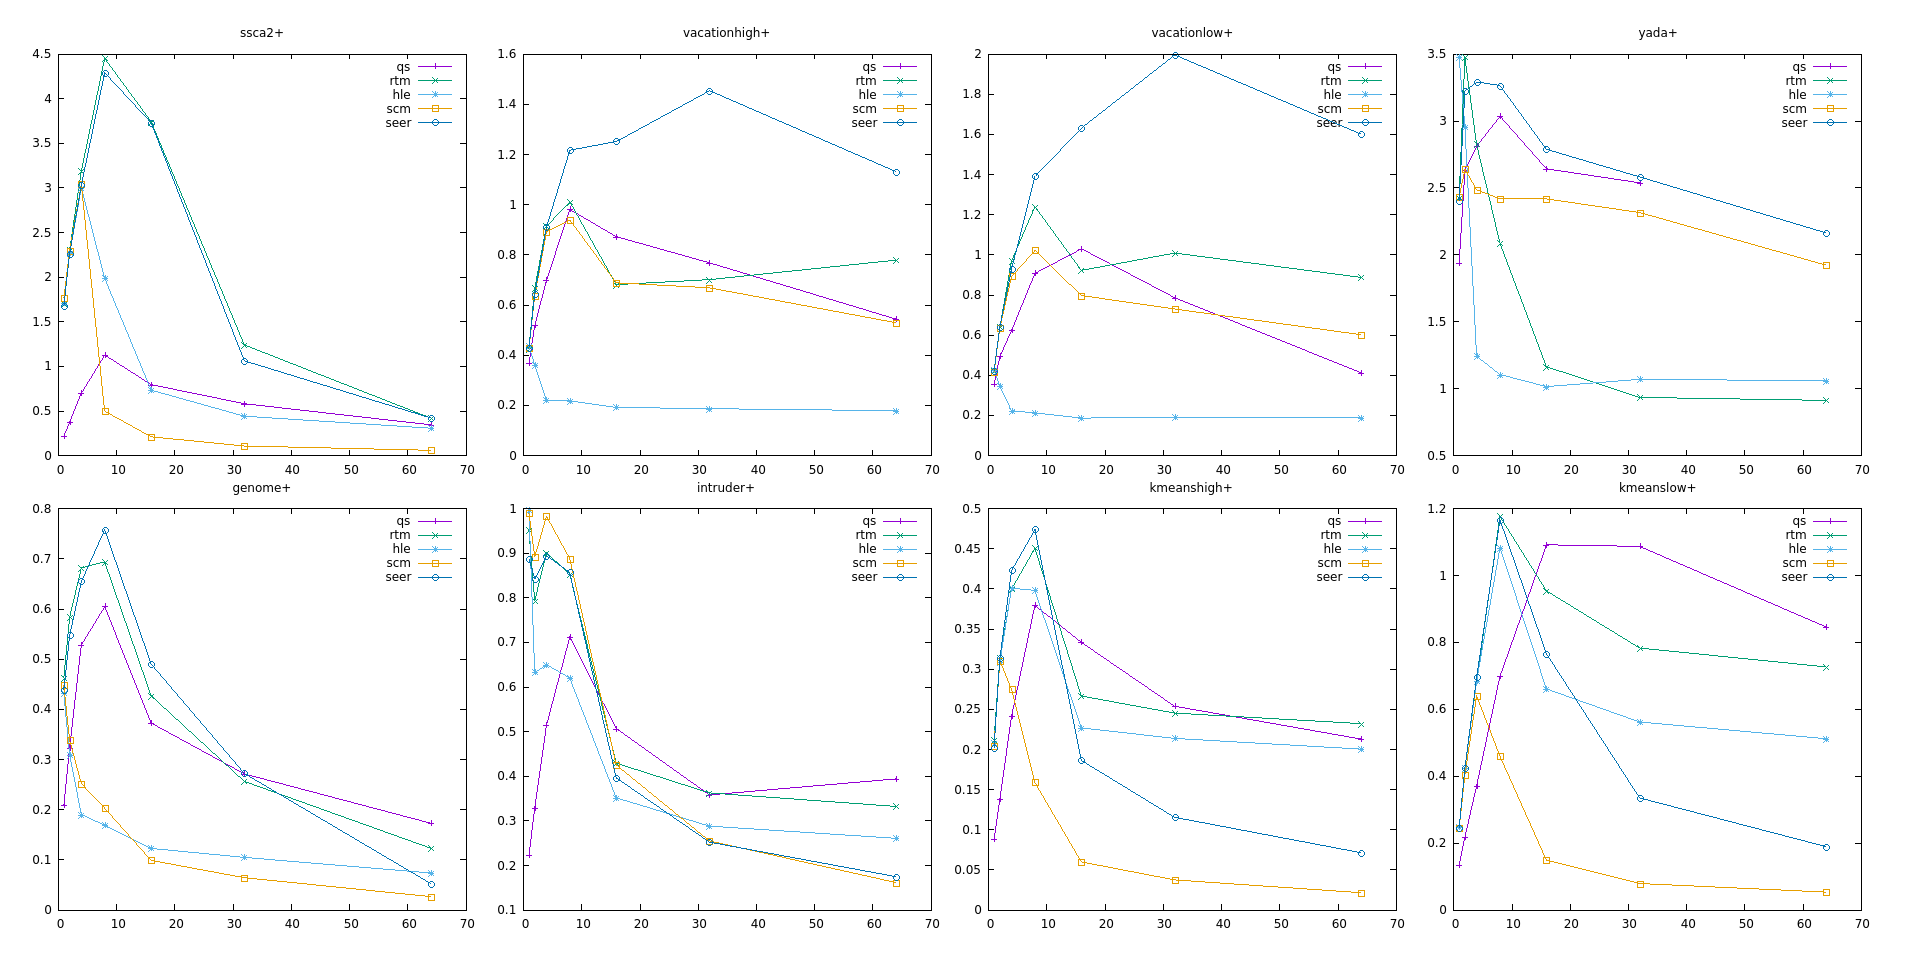 ssca2+
4.5
4
3.5
3
2.5
2
1.5
1
0.5
0
0 10 20 30 40 50 60 70
qs
rtm
hle
scm
seer
vacationhigh+
1.6
1.4
1.2
1
0.8
0.6
0.4
0.2
0
0 10 20 30 40 50 60 70
qs
rtm
hle
scm
seer
vacationlow+
2
1.8
1.6
1.4
1.2
1
0.8
0.6
0.4
0.2
0
0 10 20 30 40 50 60 70
qs
rtm
hle
scm
seer
yada+
3.5
3
2.5
2
1.5
1
0.5
0 10 20 30 40 50 60 70
qs
rtm
hle
scm
seer
genome+
0.8
0.7
0.6
0.5
0.4
0.3
0.2
0.1
0
0 10 20 30 40 50 60 70
qs
rtm
hle
scm
seer
intruder+
1
0.9
0.8
0.7
0.6
0.5
0.4
0.3
0.2
0.1
0 10 20 30 40 50 60 70
qs
rtm
hle
scm
seer
kmeanshigh+
0.5
0.45
0.4
0.35
0.3
0.25
0.2
0.15
0.1
0.05
0
0 10 20 30 40 50 60 70
qs
rtm
hle
scm
seer
kmeanslow+
1.2
1
0.8
0.6
0.4
0.2
0
0 10 20 30 40 50 60 70
qs
rtm
hle
scm
seer